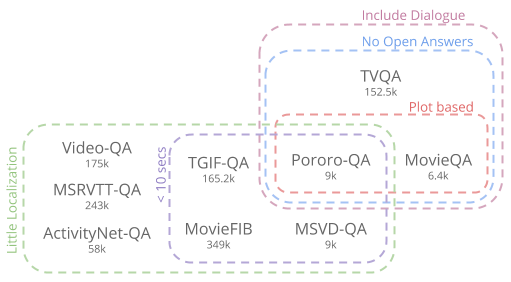 Include Dialogue
No Open Answers
TVQA
152.5k
Plot based
Little Localization
Video-QA
175k
MSRVTT-QA
243k
ActivityNet-QA
58k
< 10 secs
TGIF-QA
165.2k
MovieFIB
349k
Pororo-QA
9k
MSVD-QA
9k
MovieQA
6.4k